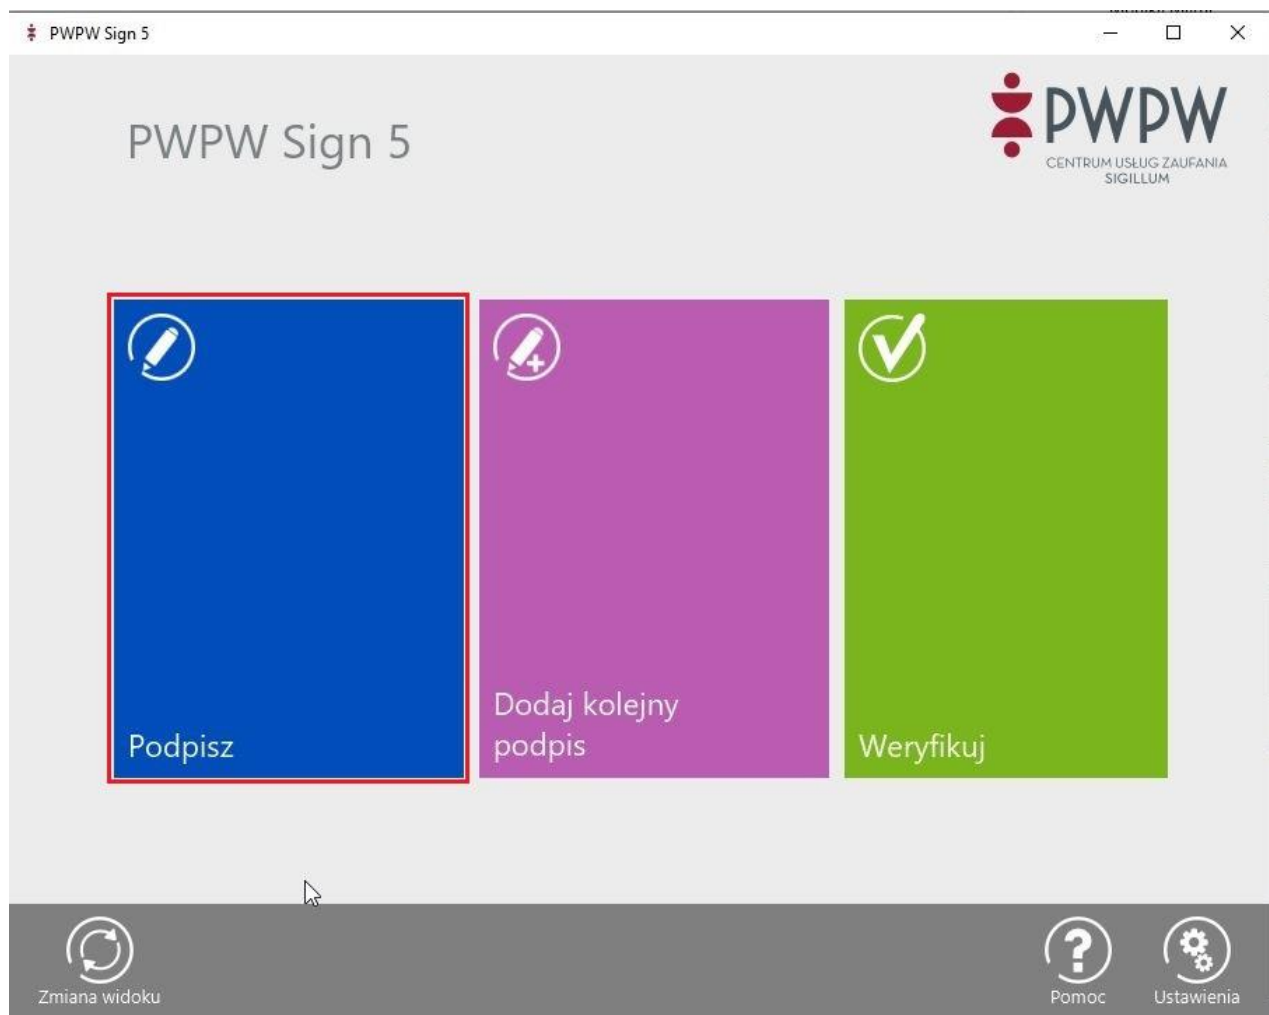 PWPW Sign 5
PWPW Sign 5
PWPW
CENTRUM USŁUG ZAUFANIA
SIGILLUM
Podpisz
Dodaj kolejny
podpis
Weryfikuj
Zmiana widoku
Pomoc
Ustawienia